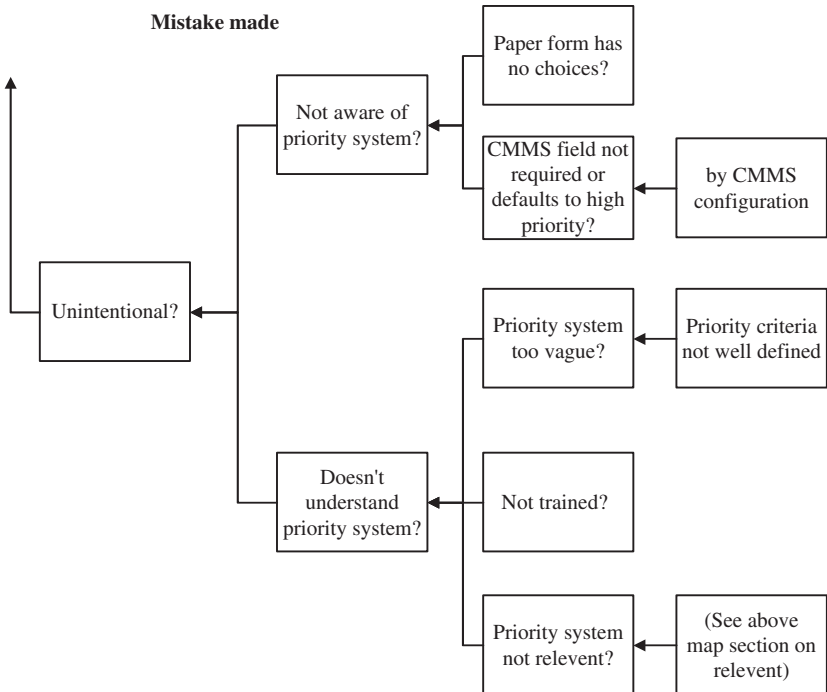 Mistake made
Paper form has
no choices?
Not aware of
priority system?
CMMS field not
required or
defaults to high
priority?
by CMMS
configuration
Unintentional?
Priority system
too vague?
Priority criteria
not well defined
Doesn't
understand
priority system?
Not trained?
Priority system
not relevent?
(See above
map section on
relevent)